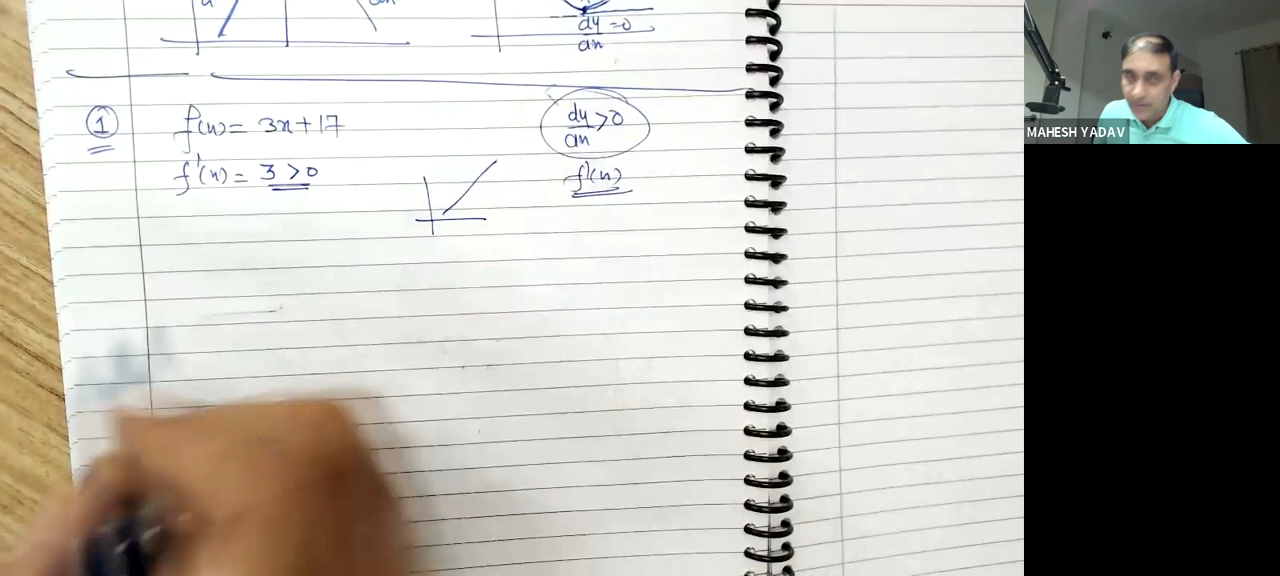 dy/dx = 0
① f(x) = 3x + 17
dy/dx > 0
f'(x) = 3 > 0
f'(x)
MAHESH YADAV